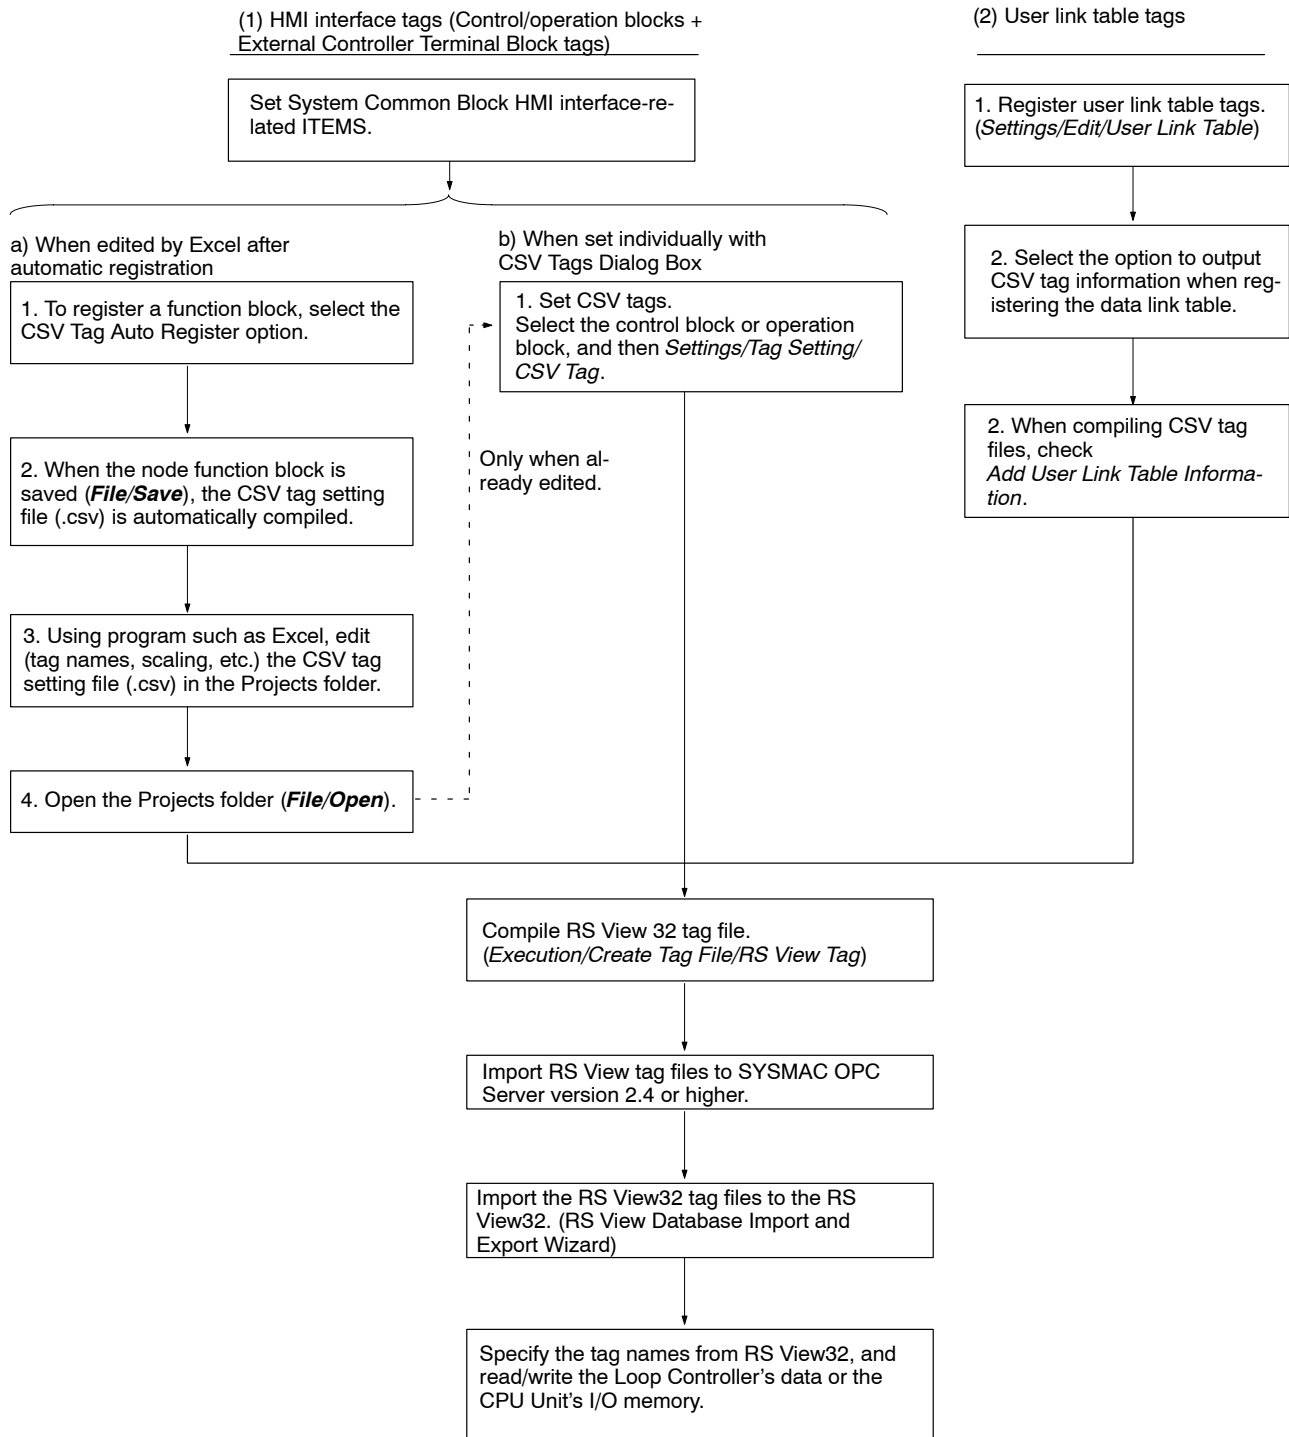 (1) HMI interface tags (Control/operation blocks +
External Controller Terminal Block tags)
(2) User link table tags
Set System Common Block HMI interface-re-
lated ITEMS.
1. Register user link table tags.
(Settings/Edit/User Link Table)
a) When edited by Excel after
automatic registration
b) When set individually with
CSV Tags Dialog Box
2. Select the option to output
CSV tag information when reg-
istering the data link table.
1. To register a function block, select the
CSV Tag Auto Register option.
1. Set CSV tags.
Select the control block or operation
block, and then Settings/Tag Setting/
CSV Tag.
2. When compiling CSV tag
files, check
Add User Link Table Informa-
tion.
2. When the node function block is
saved (File/Save), the CSV tag setting
file (.csv) is automatically compiled.
Only when al-
ready edited.
3. Using program such as Excel, edit
(tag names, scaling, etc.) the CSV tag
setting file (.csv) in the Projects folder.
4. Open the Projects folder (File/Open).
Compile RS View 32 tag file.
(Execution/Create Tag File/RS View Tag)
Import RS View tag files to SYSMAC OPC
Server version 2.4 or higher.
Import the RS View32 tag files to the RS
View32. (RS View Database Import and
Export Wizard)
Specify the tag names from RS View32, and
read/write the Loop Controller's data or the
CPU Unit's I/O memory.